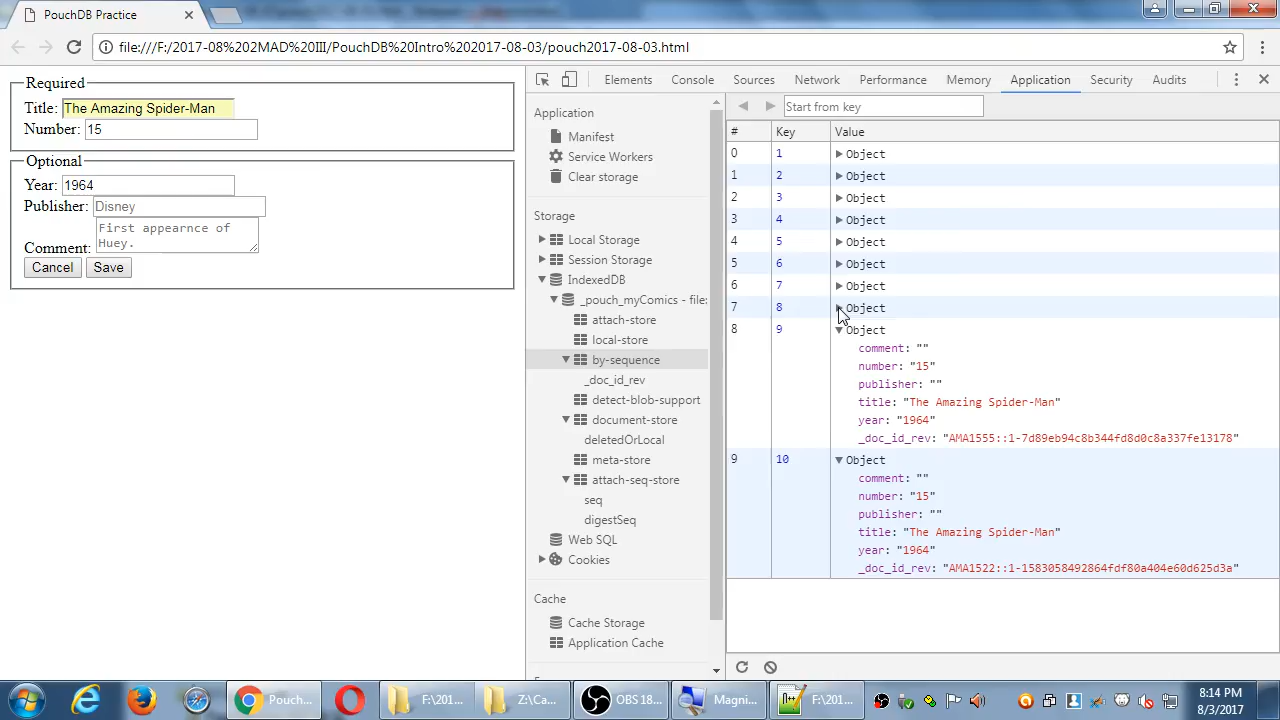 PouchDB Practice
file:///F:/2017-08%202MAD%20III/PouchDB%20Intro%202017-08-03/pouch2017-08-03.html
Required
Title: The Amazing Spider-Man
Number: 15
Optional
Year: 1964
Publisher: Disney
First appearnce of
Huey.
Comment:
Cancel Save
Elements Console Sources Network Performance Memory Application Security Audits
Application
Manifest
Service Workers
Clear storage
Storage
Local Storage
Session Storage
IndexedDB
_pouch_myComics - file:
attach-store
local-store
by-sequence
_doc_id_rev
detect-blob-support
document-store
deletedOrLocal
meta-store
attach-seq-store
seq
digestSeq
Web SQL
Cookies
Cache
Cache Storage
Application Cache
Start from key
# Key Value
0 1 Object
1 2 Object
2 3 Object
3 4 Object
4 5 Object
5 6 Object
6 7 Object
7 8 Object
8 9 Object
comment: ""
number: "15"
publisher: ""
title: "The Amazing Spider-Man"
year: "1964"
_doc_id_rev: "AMA1555::1-7d89eb94c8b344fd8d0c8a337fe13178"
9 10 Object
comment: ""
number: "15"
publisher: ""
title: "The Amazing Spider-Man"
year: "1964"
_doc_id_rev: "AMA1522::1-1583058492864fdf80a404e60d625d3a"
Pouch... F:\201... Z:\Ca... OBS 18... Magni... F:\201...
8:14 PM
8/3/2017